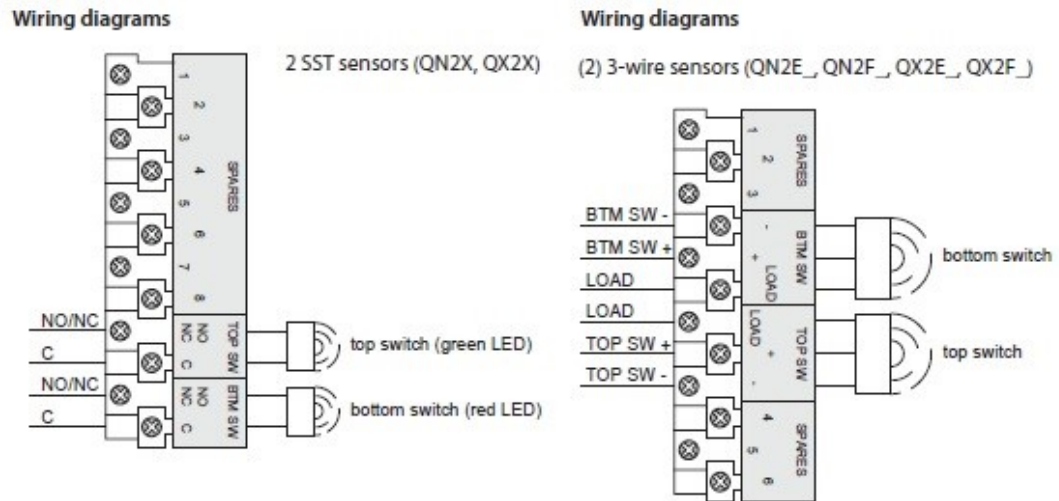 Wiring diagrams
2 SST sensors (QN2X, QX2X)
1
2
3
4
5
6
7
8
SPARES
NO/NC
C
NO/NC
C
NO
NC C
TOP SW
NO
NC C
BTM SW
top switch (green LED)
bottom switch (red LED)
Wiring diagrams
(2) 3-wire sensors (QN2E_, QN2F_, QX2E_, QX2F_)
1
2
3
SPARES
BTM SW -
BTM SW +
LOAD
LOAD
TOP SW +
TOP SW -
- + LOAD
BTM SW
LOAD + -
TOP SW
4
5
6
SPARES
bottom switch
top switch